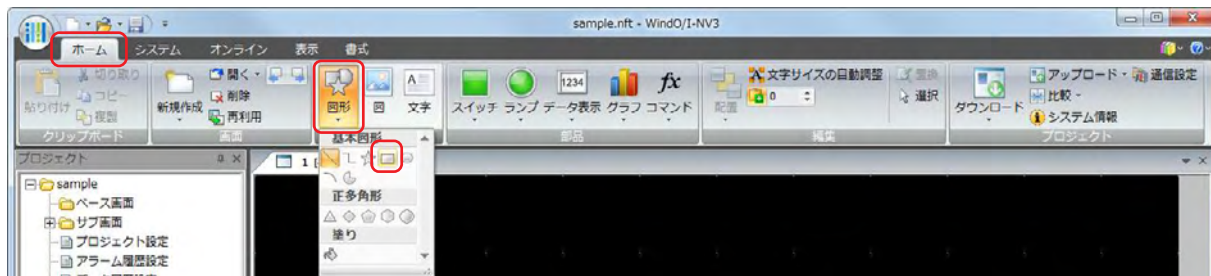 sample.nft - WindO/I-NV3
ホーム システム オンライン 表示 書式
切り取り
コピー
複製
貼り付け
クリップボード
新規作成
開く
削除
再利用
画面
図形 図 文字
スイッチ ランプ データ表示 グラフ コマンド
1234
fx
A
部品
配置
文字サイズの自動調整
0
置換
選択
編集
ダウンロード
アップロード
比較
システム情報
通信設定
プロジェクト
基本図形
正多角形
塗り
プロジェクト
1
sample
ベース画面
サブ画面
プロジェクト設定
アラーム履歴設定